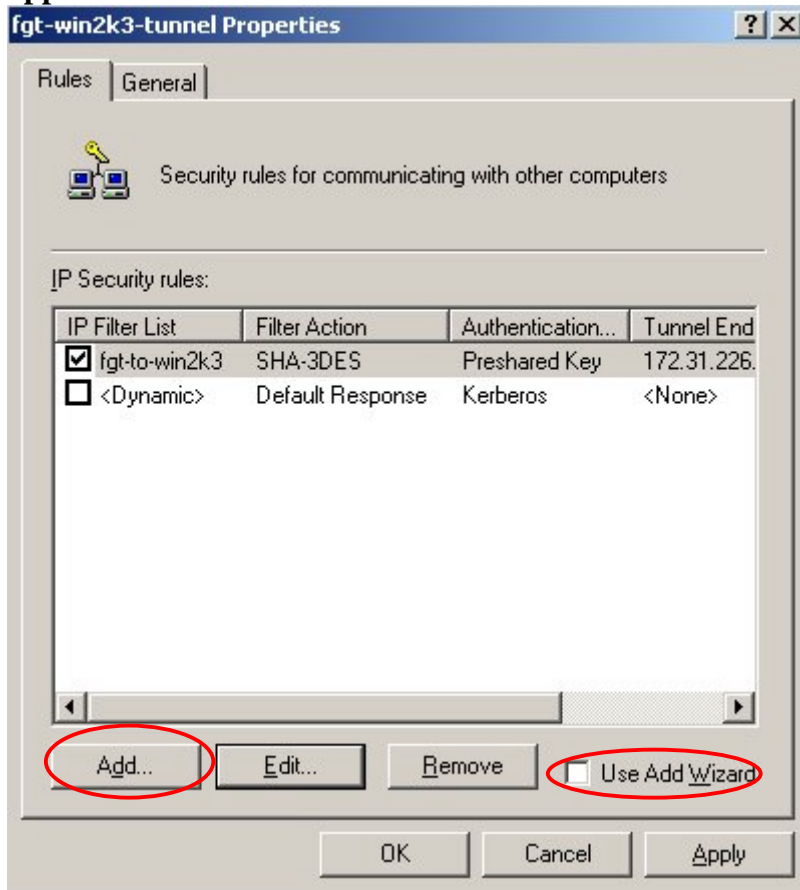 fgt-win2k3-tunnel Properties
Rules General
Security rules for communicating with other computers
IP Security rules:
IP Filter List Filter Action Authentication... Tunnel End
fgt-to-win2k3 SHA-3DES Preshared Key 172.31.226.
<Dynamic> Default Response Kerberos <None>
Add... Edit... Remove Use Add Wizard
OK Cancel Apply